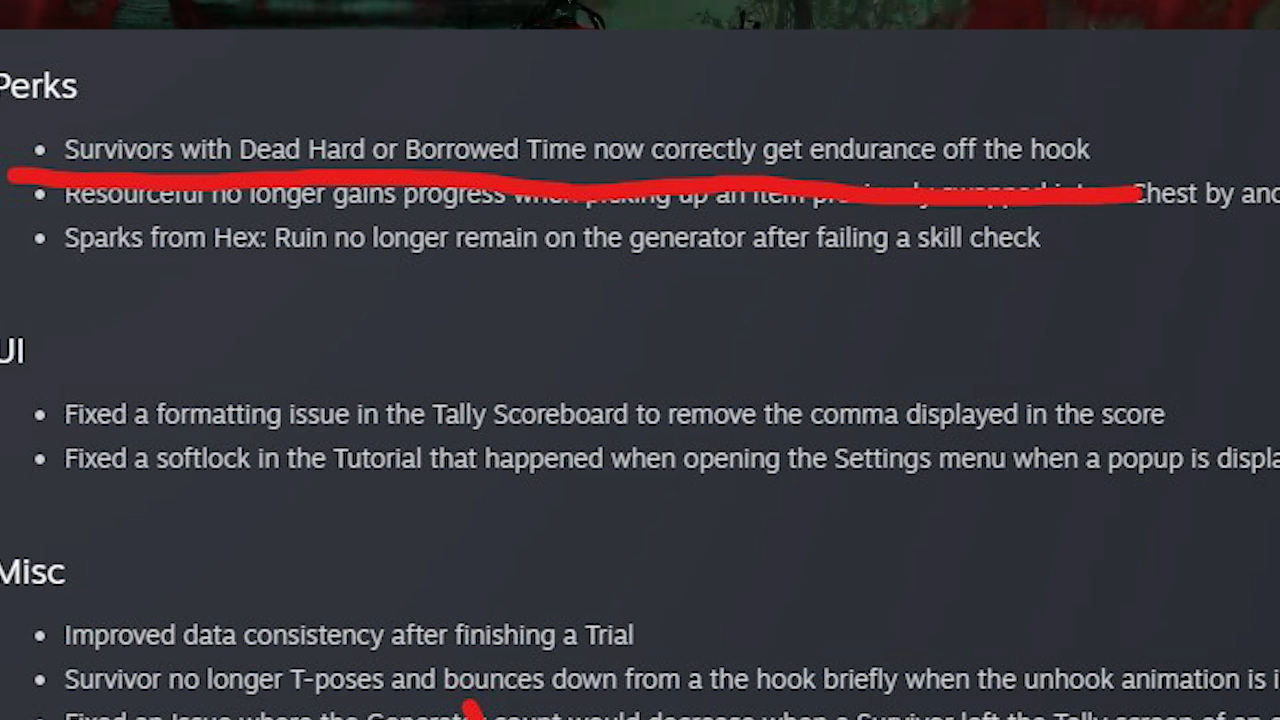 Perks
Survivors with Dead Hard or Borrowed Time now correctly get endurance off the hook
Resourceful no longer gains progress when picking up an item Chest by
Sparks from Hex: Ruin no longer remain on the generator after failing a skill check
UI
Fixed a formatting issue in the Tally Scoreboard to remove the comma displayed in the score
Fixed a softlock in the Tutorial that happened when opening the Settings menu when a popup is
Misc
Improved data consistency after finishing a Trial
Survivor no longer T-poses and bounces down from a the hook briefly when the unhook animation is